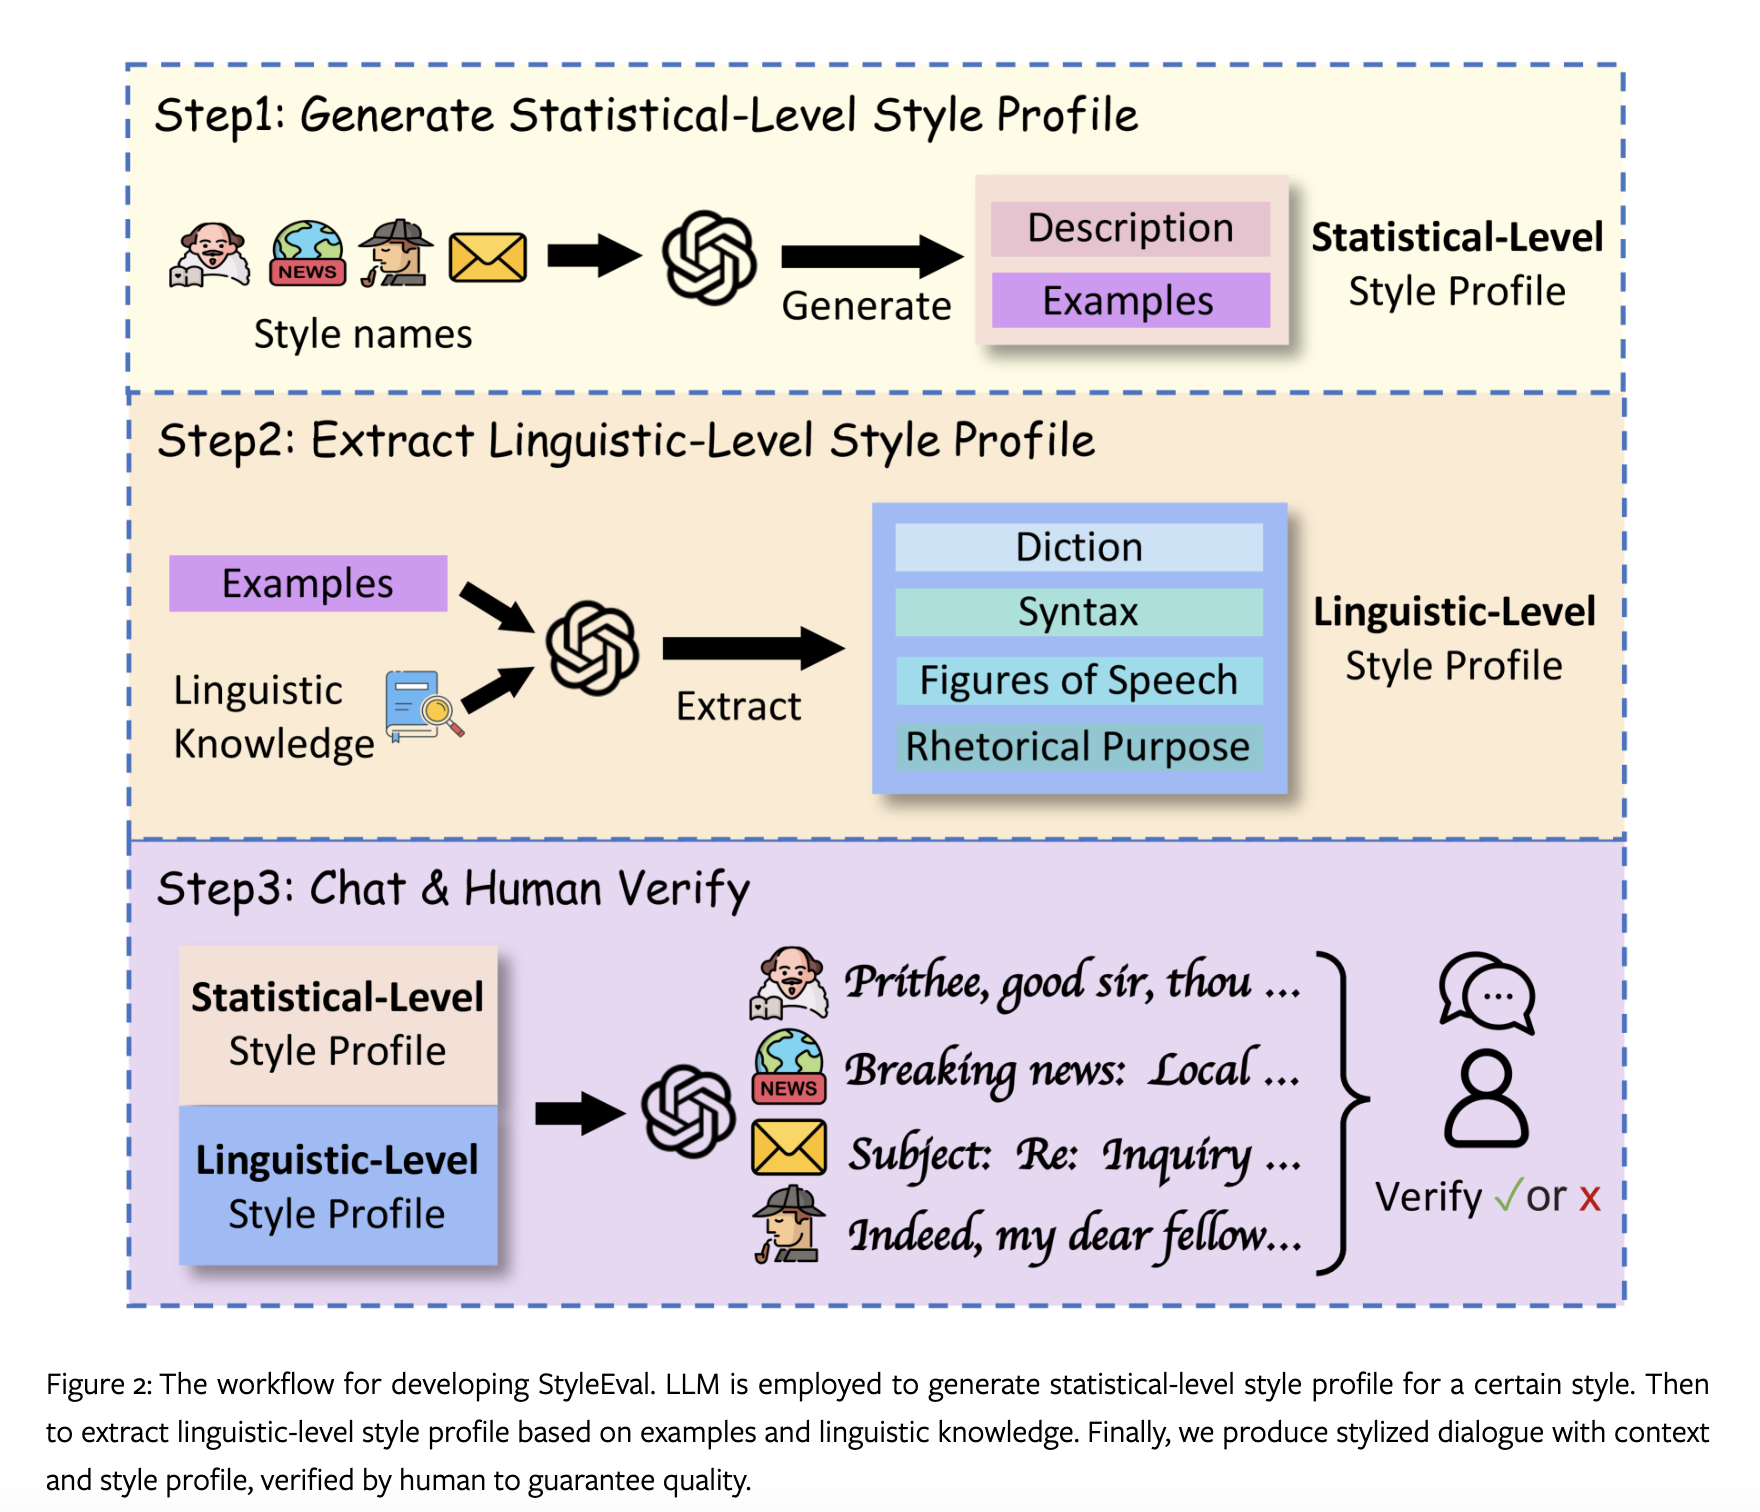 Step1: Generate Statistical-Level Style Profile
NEWS
Style names
Generate
Description
Examples
Statistical-Level
Style Profile
Step2: Extract Linguistic-Level Style Profile
Examples
Linguistic
Knowledge
Extract
Diction
Syntax
Figures of Speech
Rhetorical Purpose
Linguistic-Level
Style Profile
Step3: Chat & Human Verify
Statistical-Level
Style Profile
Linguistic-Level
Style Profile
Prithee, good sir, thou ...
NEWS
Breaking news: Local ...
Subject: Re: Inquiry ...
Indeed, my dear fellow...
Verify ✓or x
Figure 2: The workflow for developing StyleEval. LLM is employed to generate statistical-level style profile for a certain style. Then
to extract linguistic-level style profile based on examples and linguistic knowledge. Finally, we produce stylized dialogue with context
and style profile, verified by human to guarantee quality.